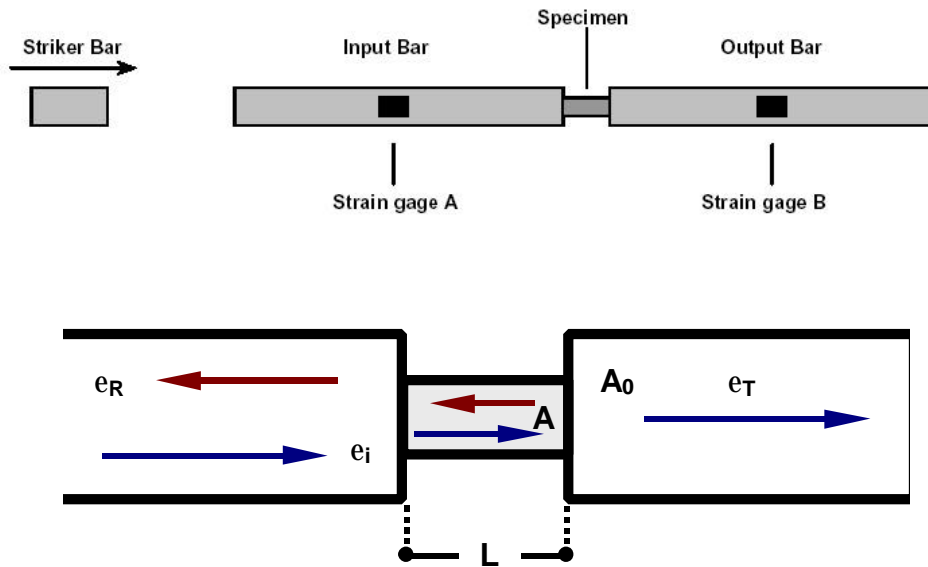 Specimen
Striker Bar
Input Bar
Output Bar
Strain gage A
Strain gage B
eR
A0
eT
A
ei
L